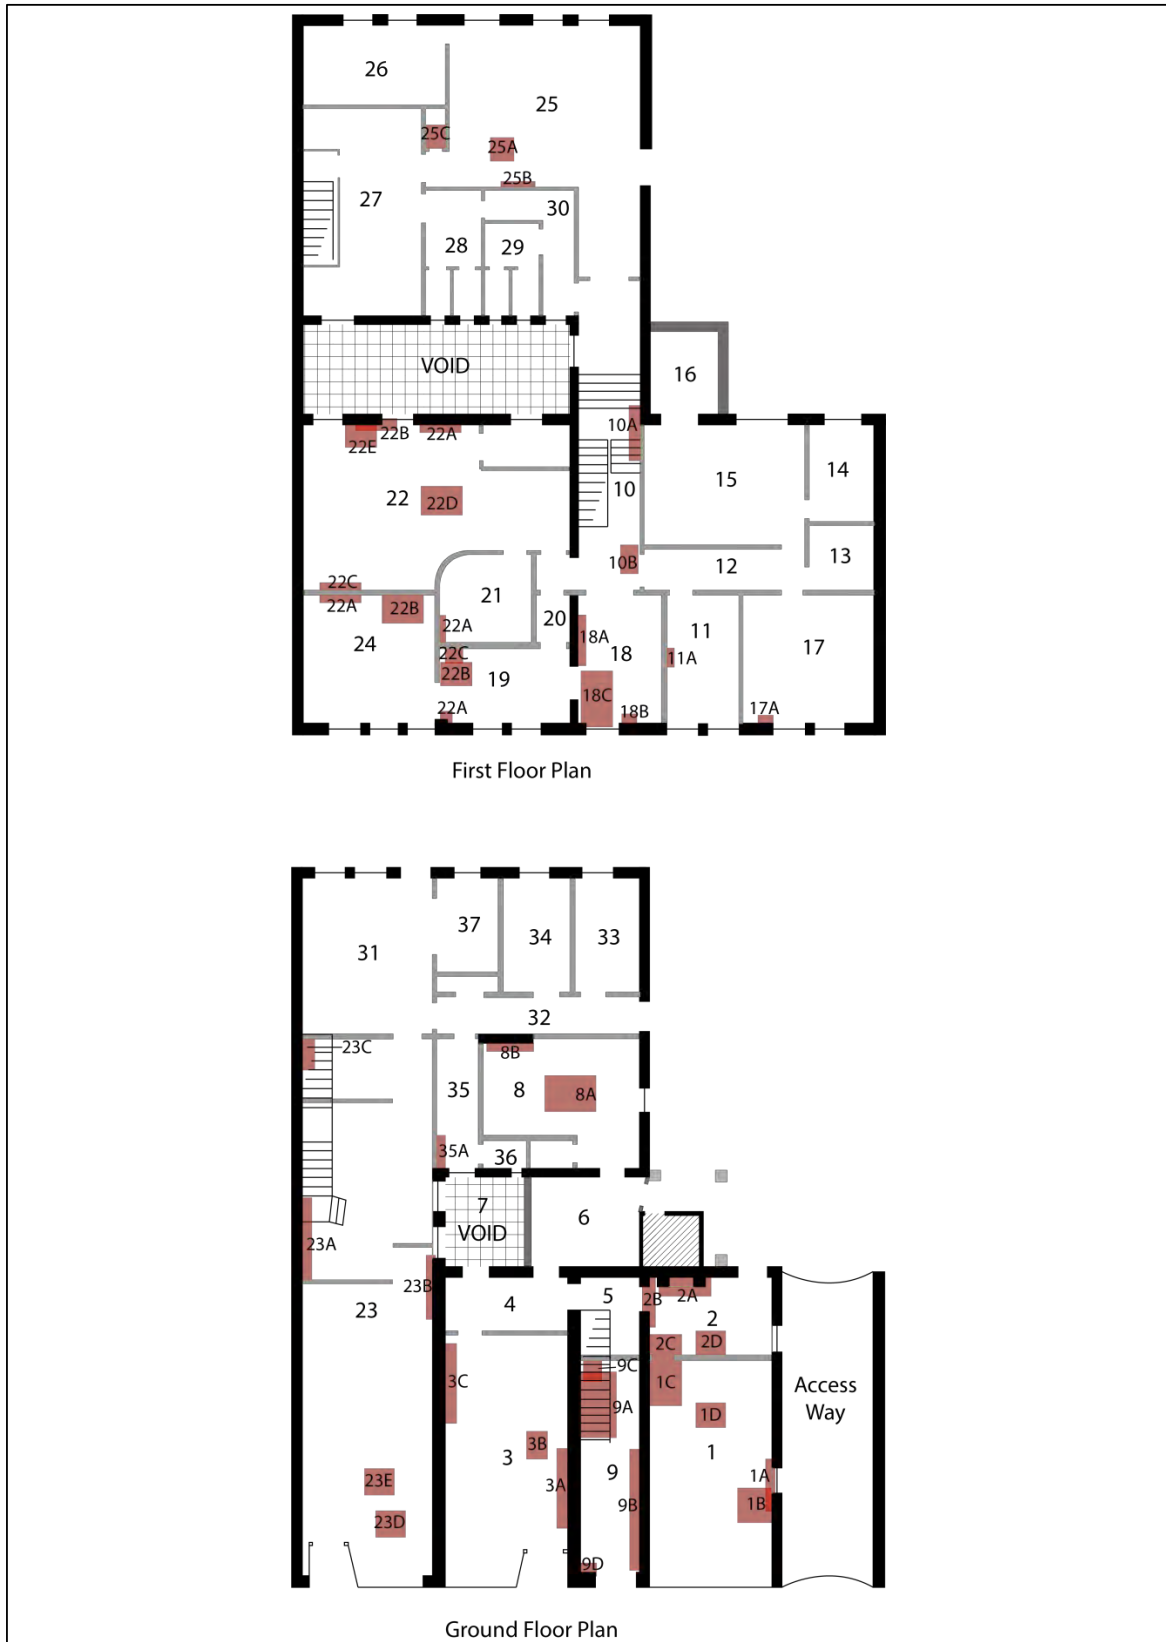 26
25
25C
25A
25B
27
30
28
29
VOID
16
10A
22B
22A
22E
15
14
22
22D
10
10B
12
13
22C
22A
22B
21
20
22A
18A
11
24
18
11A
17
22C
22B
19
18C
22A
18B
17A
First Floor Plan
37
34
33
31
32
23C
8B
35
8
8A
35A
36
7
VOID
6
23A
23B
5
2B
2A
23
4
2
2C
2D
9C
3C
1C
Access
Way
9A
1D
3B
3
1
9
1A
23E
3A
9B
1B
23D
9D
Ground Floor Plan